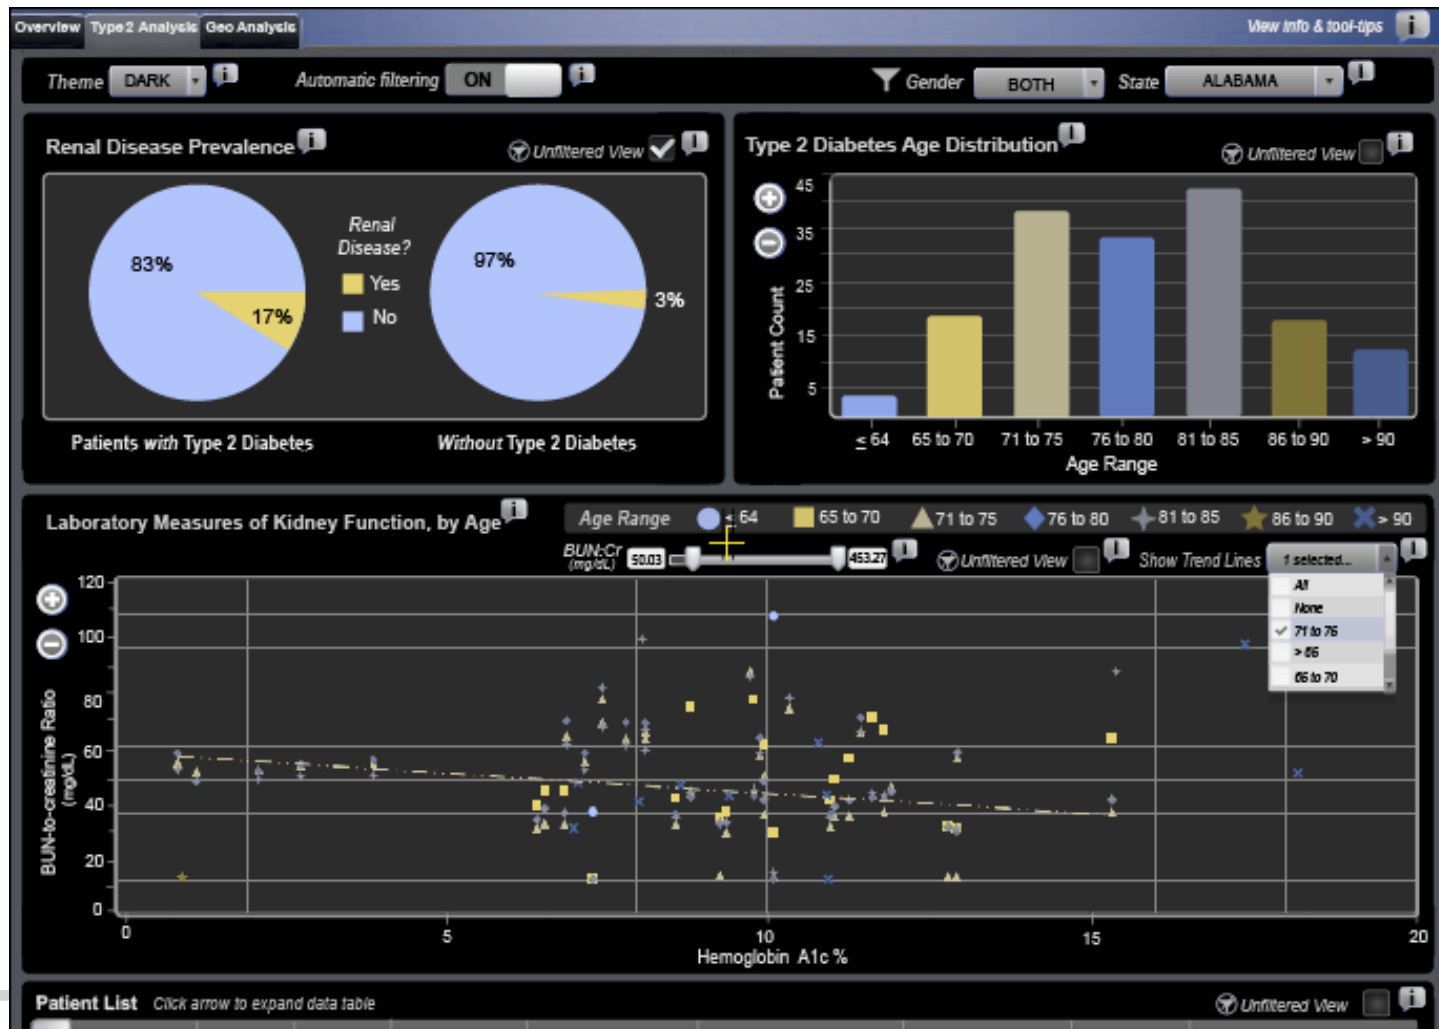 Overview Type 2 Analysis Geo Analysis View info & tool-tips i
Theme DARK i Automatic filtering ON i Gender BOTH State ALABAMA
Renal Disease Prevalence i Unfiltered View
83%
17%
Renal
Disease?
Yes
No
97%
3%
Patients with Type 2 Diabetes Without Type 2 Diabetes
Type 2 Diabetes Age Distribution Unfiltered View i
Patient Count
45
35
25
15
5
≤ 64 65 to 70 71 to 75 76 to 80 81 to 85 86 to 90 > 90
Age Range
Laboratory Measures of Kidney Function, by Age i
Age Range 64 65 to 70 71 to 75 76 to 80 81 to 85 86 to 90 > 90
BUN:Cr
(mg/dL) 50.03 453.27 Unfiltered View Show Trend Lines 1 selected...
All
None
71 to 76
66 to 70
BUN-to-creatinine Ratio
(mg/dL)
120
100
80
60
40
20
0
0 5 10 15 20
Hemoglobin A1c %
Patient List Click arrow to expand data table Unfiltered View i